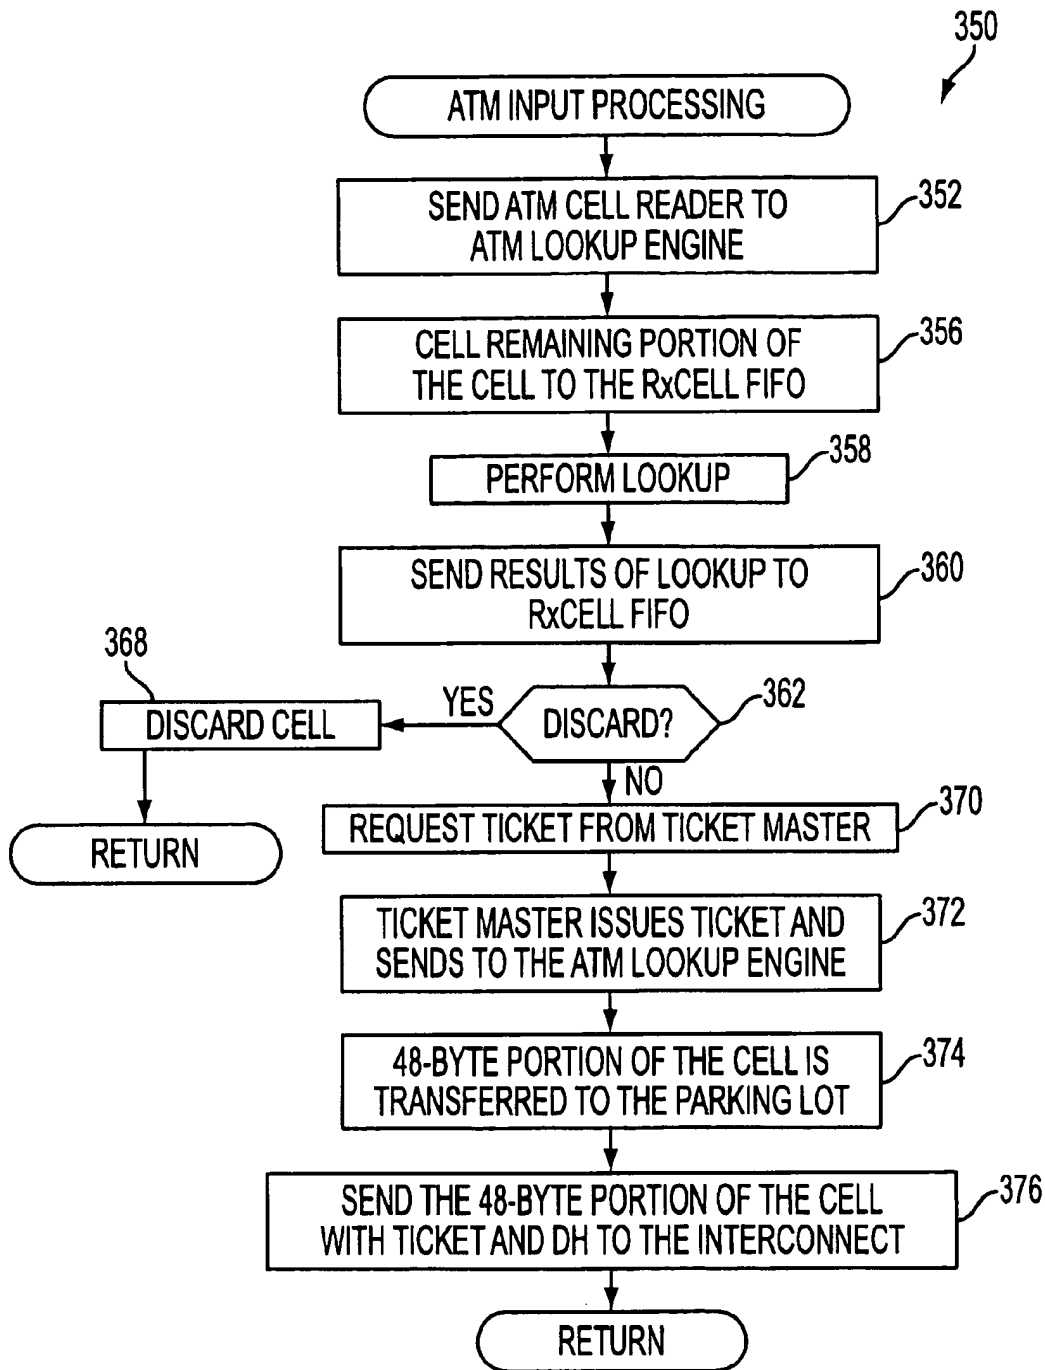 350
ATM INPUT PROCESSING
SEND ATM CELL READER TO
ATM LOOKUP ENGINE
352
CELL REMAINING PORTION OF
THE CELL TO THE RxCELL FIFO
356
PERFORM LOOKUP
358
SEND RESULTS OF LOOKUP TO
RxCELL FIFO
360
DISCARD?
362
YES
368
DISCARD CELL
RETURN
NO
REQUEST TICKET FROM TICKET MASTER
370
TICKET MASTER ISSUES TICKET AND
SENDS TO THE ATM LOOKUP ENGINE
372
48-BYTE PORTION OF THE CELL IS
TRANSFERRED TO THE PARKING LOT
374
SEND THE 48-BYTE PORTION OF THE CELL
WITH TICKET AND DH TO THE INTERCONNECT
376
RETURN